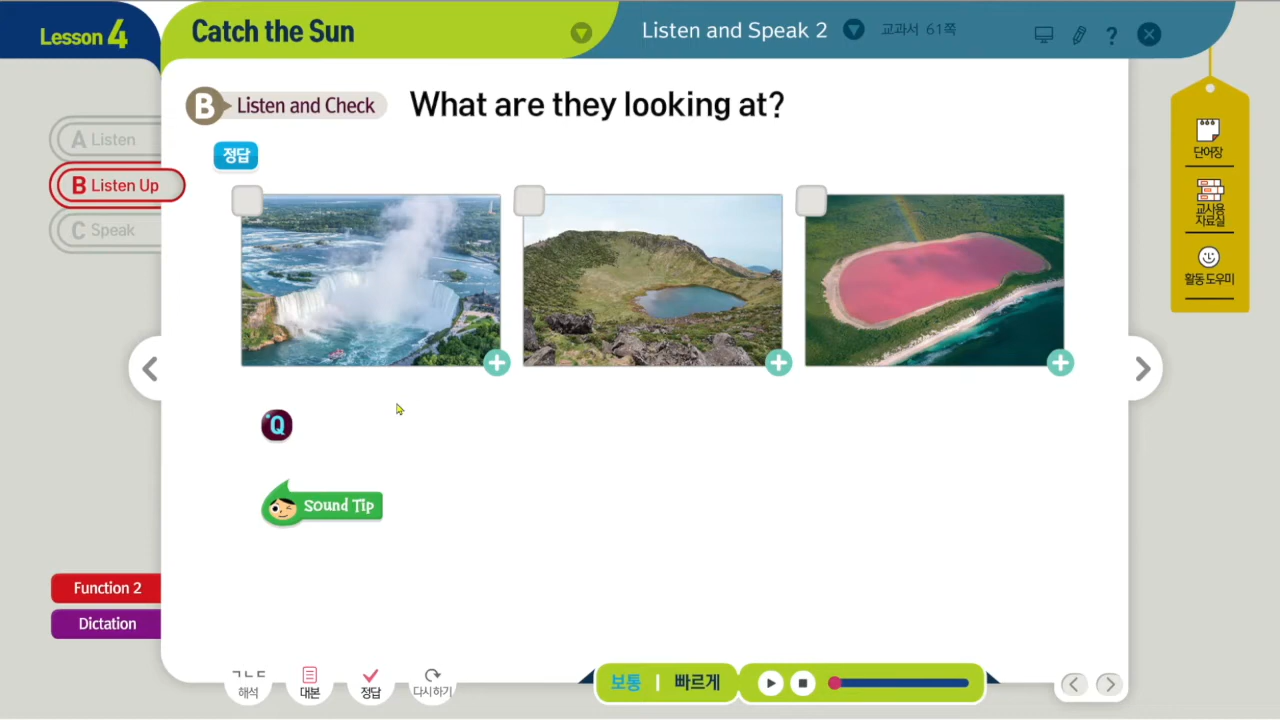 Lesson 4
Catch the Sun
Listen and Speak 2
교과서 61쪽
?
B Listen and Check
What are they looking at?
정답
A Listen
B Listen Up
C Speak
단어장
교사용
자료실
활동 도우미
Q
Sound Tip
Function 2
Dictation
ㄱㄴㄷ
해석
대본
정답
다시하기
보통 | 빠르게